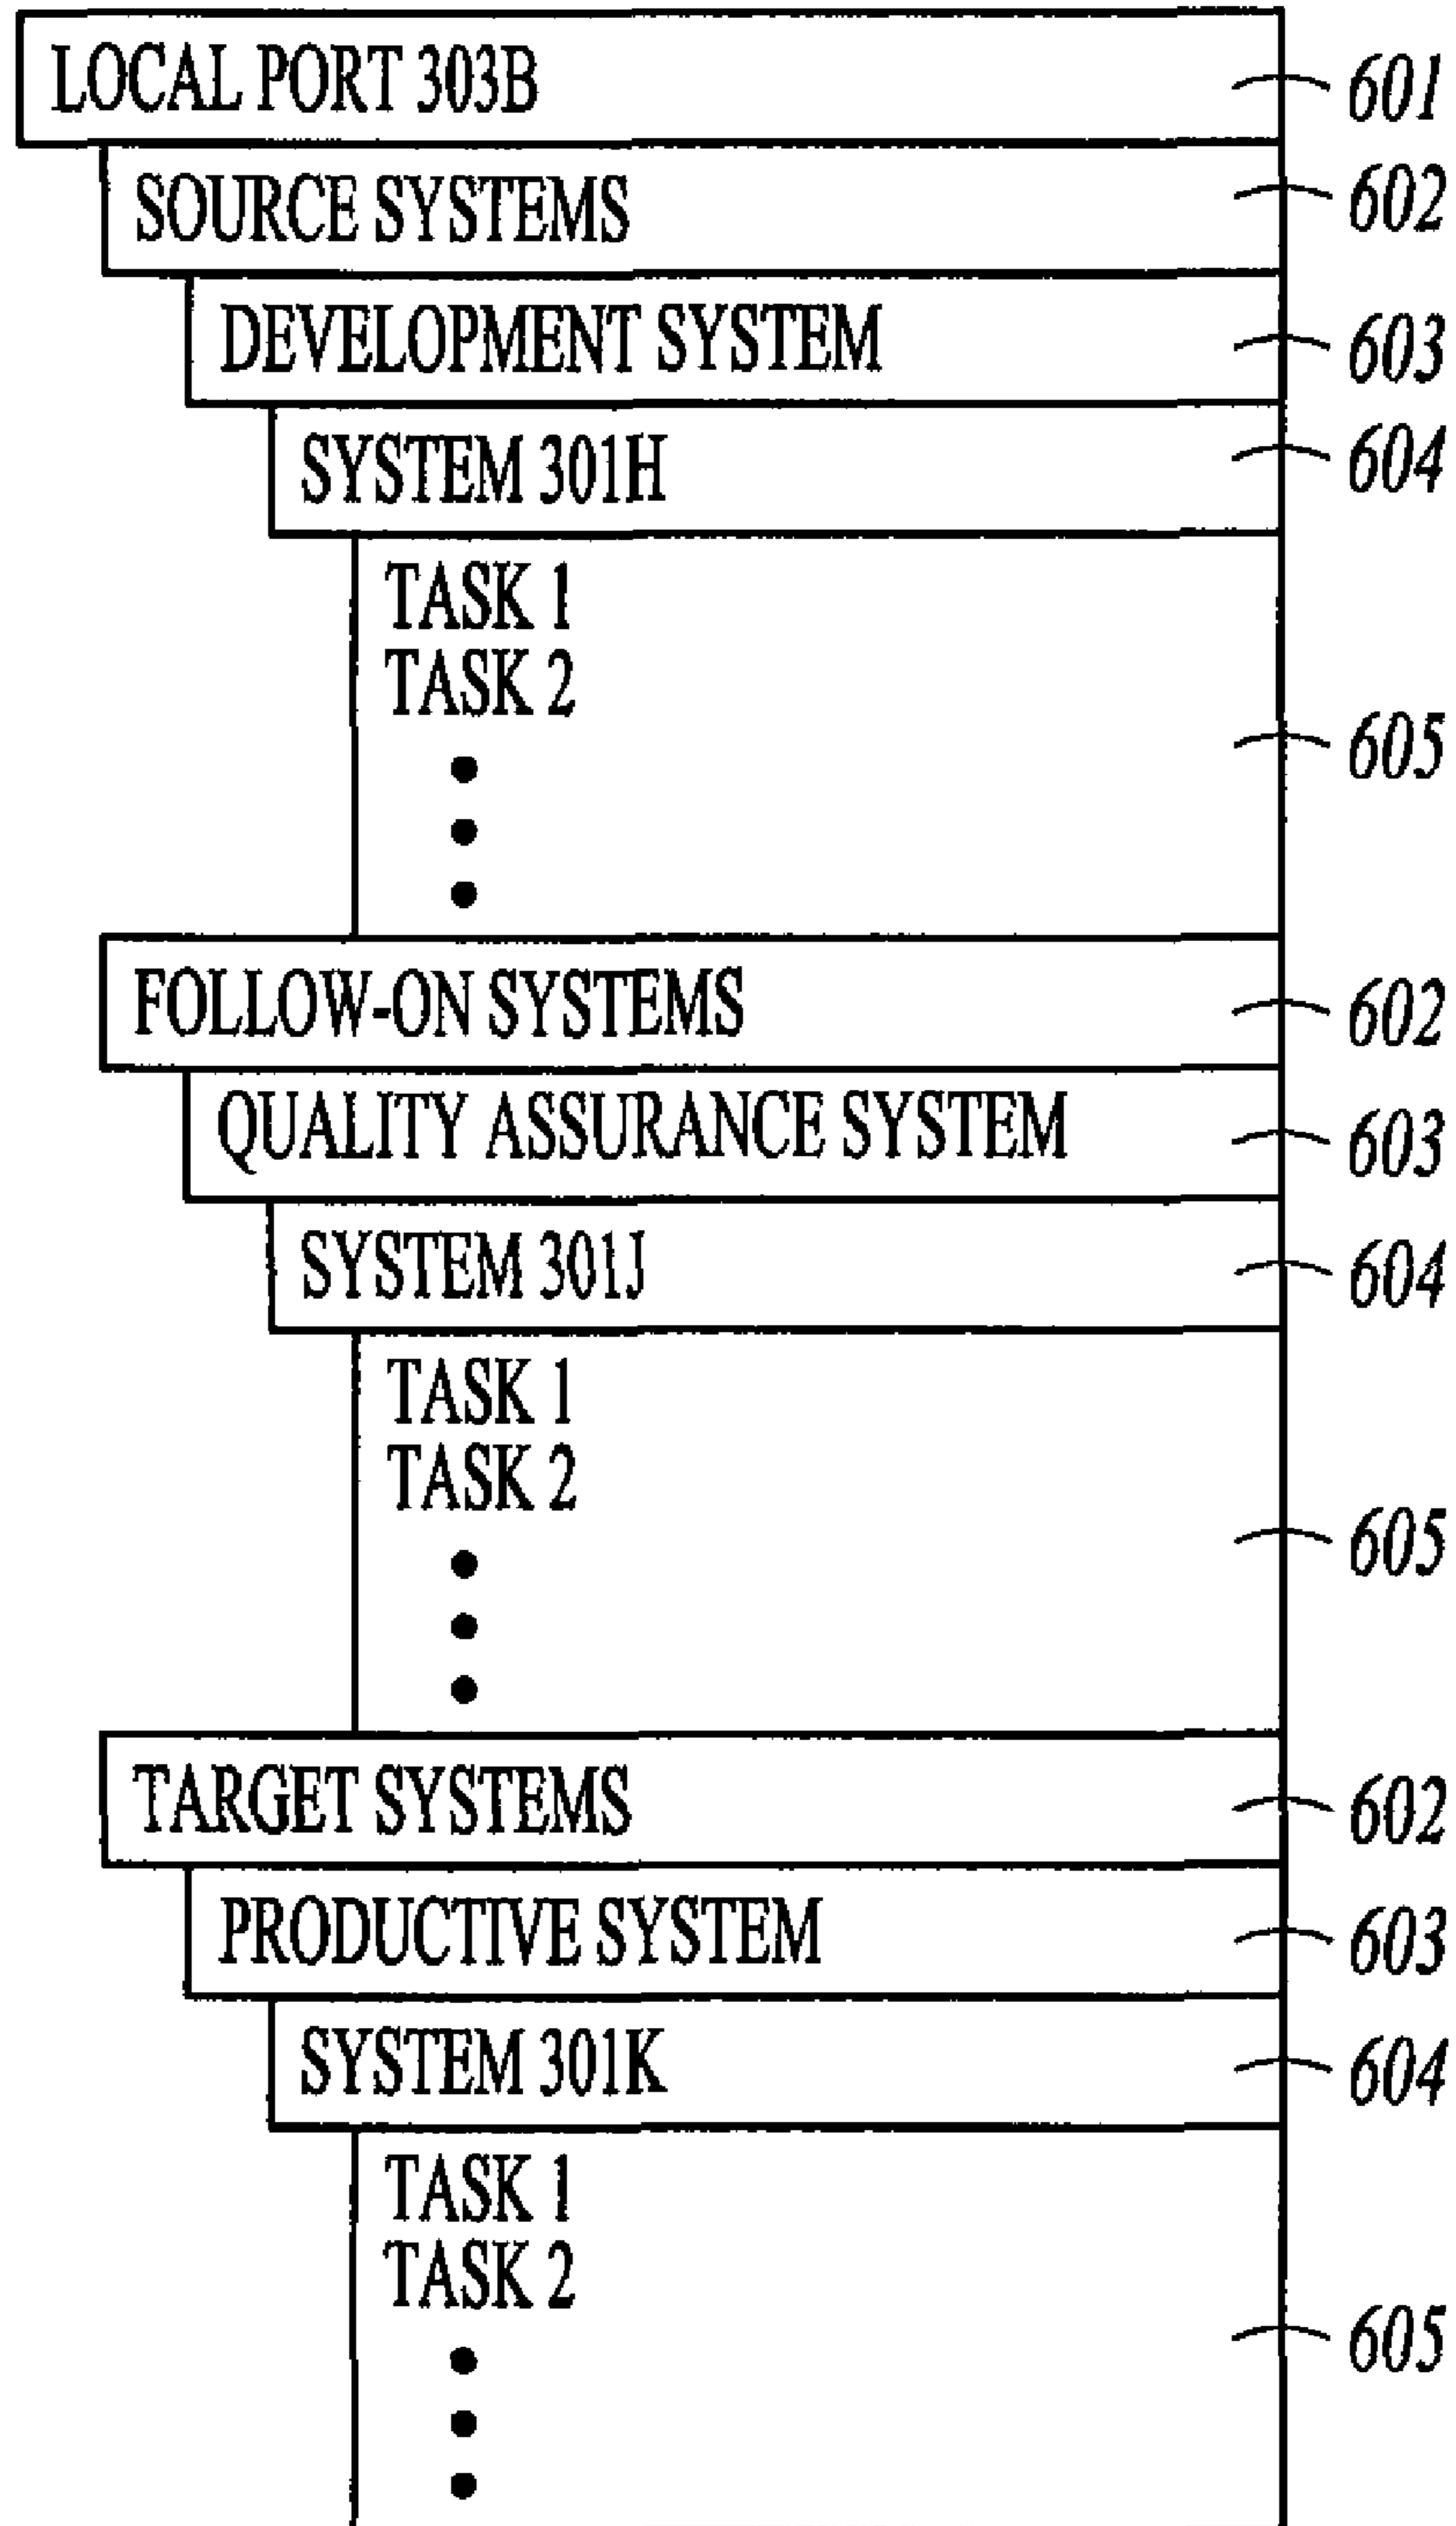 LOCAL PORT 303B 601
SOURCE SYSTEMS 602
DEVELOPMENT SYSTEM 603
SYSTEM 301H 604
TASK 1
TASK 2
605
FOLLOW-ON SYSTEMS 602
QUALITY ASSURANCE SYSTEM 603
SYSTEM 301J 604
TASK 1
TASK 2
605
TARGET SYSTEMS 602
PRODUCTIVE SYSTEM 603
SYSTEM 301K 604
TASK 1
TASK 2
605